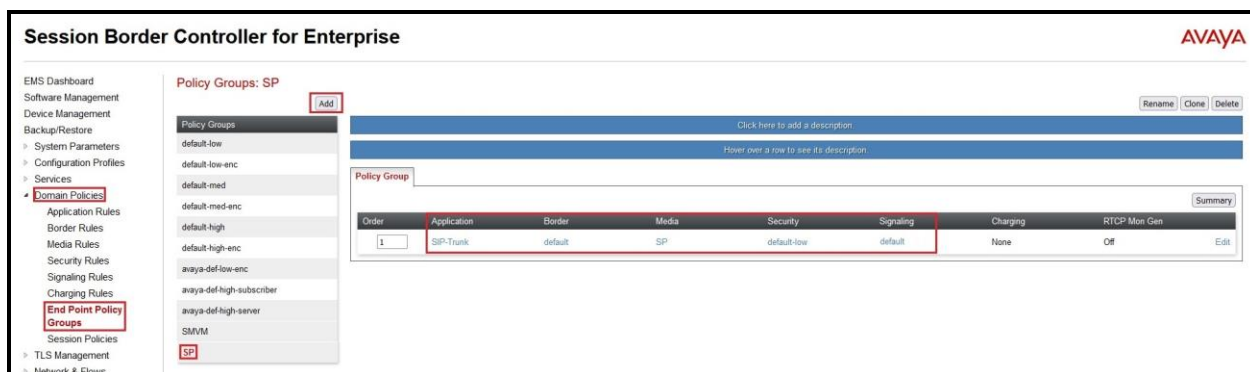 Session Border Controller for Enterprise
AVAYA
EMS Dashboard
Software Management
Device Management
Backup/Restore
System Parameters
Configuration Profiles
Services
Domain Policies
Application Rules
Border Rules
Media Rules
Security Rules
Signaling Rules
Charging Rules
End Point Policy
Groups
Session Policies
TLS Management
Network & Flows
Policy Groups: SP
Add
Rename Clone Delete
Policy Groups
default-low
default-low-enc
default-med
default-med-enc
default-high
default-high-enc
avaya-def-low-enc
avaya-def-high-subscriber
avaya-def-high-server
SMVM
SP
Click here to add a description.
Hover over a row to see its description.
Policy Group
Summary
Order Application Border Media Security Signaling Charging RTCP Mon Gen
1 SIP-Trunk default SP default-low default None Off Edit